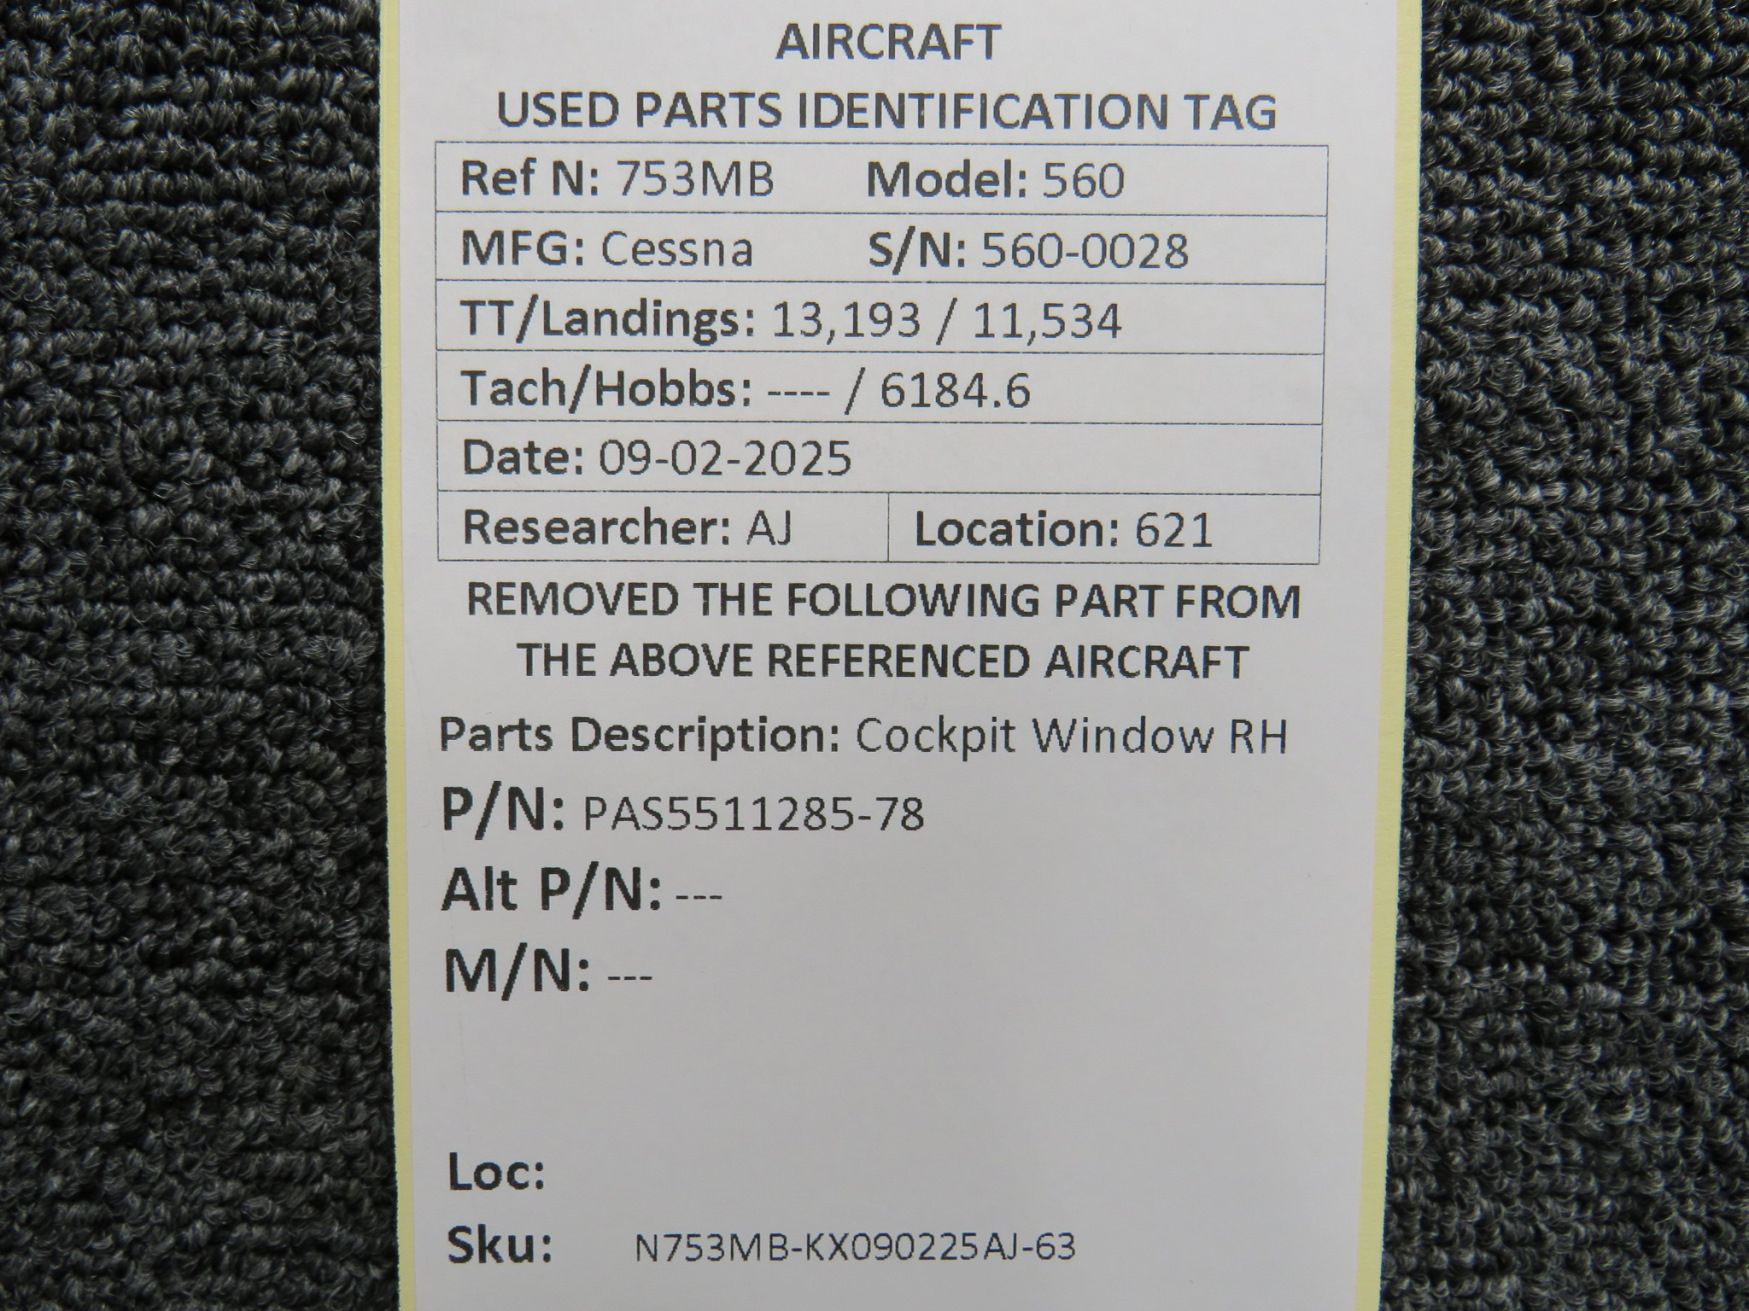 AIRCRAFT
USED PARTS IDENTIFICATION TAG
Ref N: 753MB Model: 560
MFG: Cessna S/N: 560-0028
TT/Landings: 13,193 / 11,534
Tach/Hobbs: ---- / 6184.6
Date: 09-02-2025
Researcher: AJ Location: 621
REMOVED THE FOLLOWING PART FROM
THE ABOVE REFERENCED AIRCRAFT
Parts Description: Cockpit Window RH
P/N: PAS5511285-78
Alt P/N: ---
M/N: ---
Loc:
Sku: N753MB-KX090225AJ-63